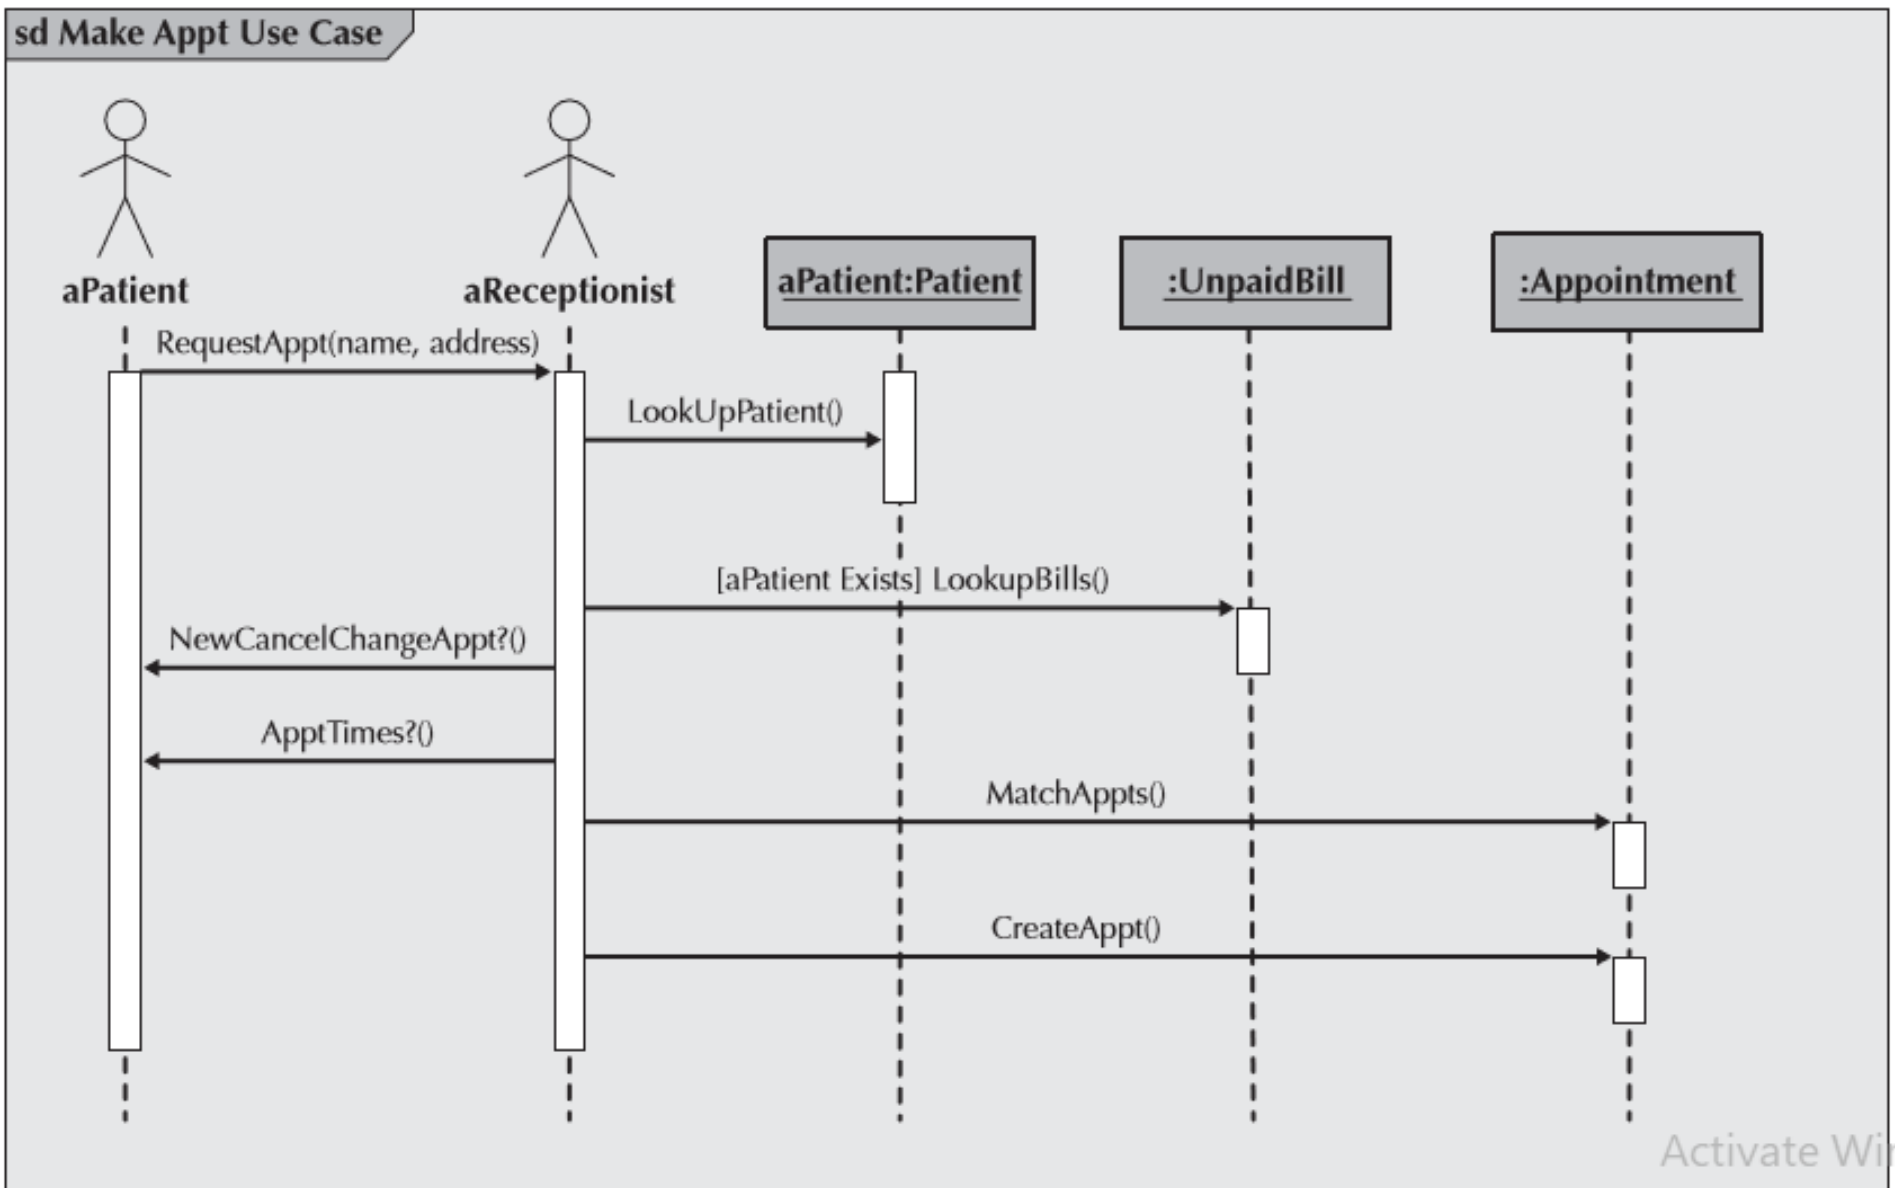 sd Make Appt Use Case
aPatient
aReceptionist
aPatient:Patient
:UnpaidBill
:Appointment
RequestAppt(name, address)
LookUpPatient()
[aPatient Exists] LookupBills()
NewCancelChangeAppt?()
ApptTimes?()
MatchAppts()
CreateAppt()
Activate